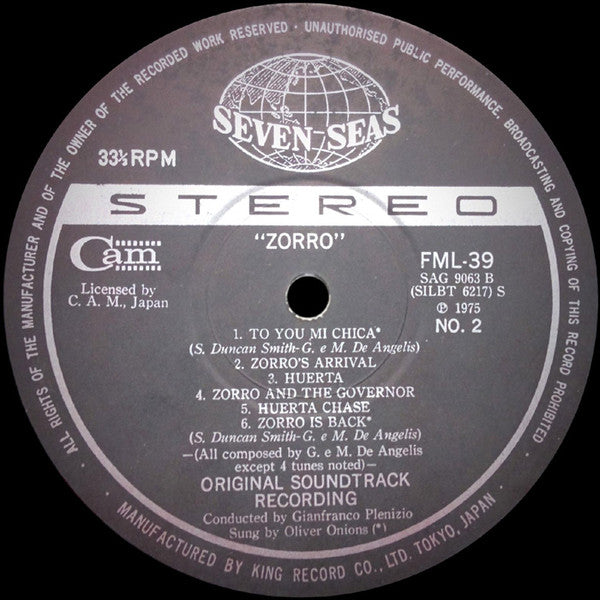 ALL RIGHTS OF THE MANUFACTURER AND OF THE OWNER OF THE RECORDED WORK RESERVED · UNAUTHORISED PUBLIC PERFORMANCE, BROADCASTING AND COPYING OF THIS RECORD PROHIBITED
SEVEN SEAS
33⅓ RPM
STEREO
Cam
Licensed by
C. A. M., Japan
"ZORRO"
FML-39
SAG 9063 B
(SILBT 6217) S
℗ 1975
NO. 2
1. TO YOU MI CHICA*
(S. Duncan Smith-G. e M. De Angelis)
2. ZORRO'S ARRIVAL
3. HUERTA
4. ZORRO AND THE GOVERNOR
5. HUERTA CHASE
6. ZORRO IS BACK*
(S. Duncan Smith-G. e M. De Angelis)
—(All composed by G. e M. De Angelis
except 4 tunes noted)—
ORIGINAL SOUNDTRACK
RECORDING
Conducted by Gianfranco Plenizio
Sung by Oliver Onions (*)
· MANUFACTURED BY KING RECORD CO., LTD. TOKYO, JAPAN ·